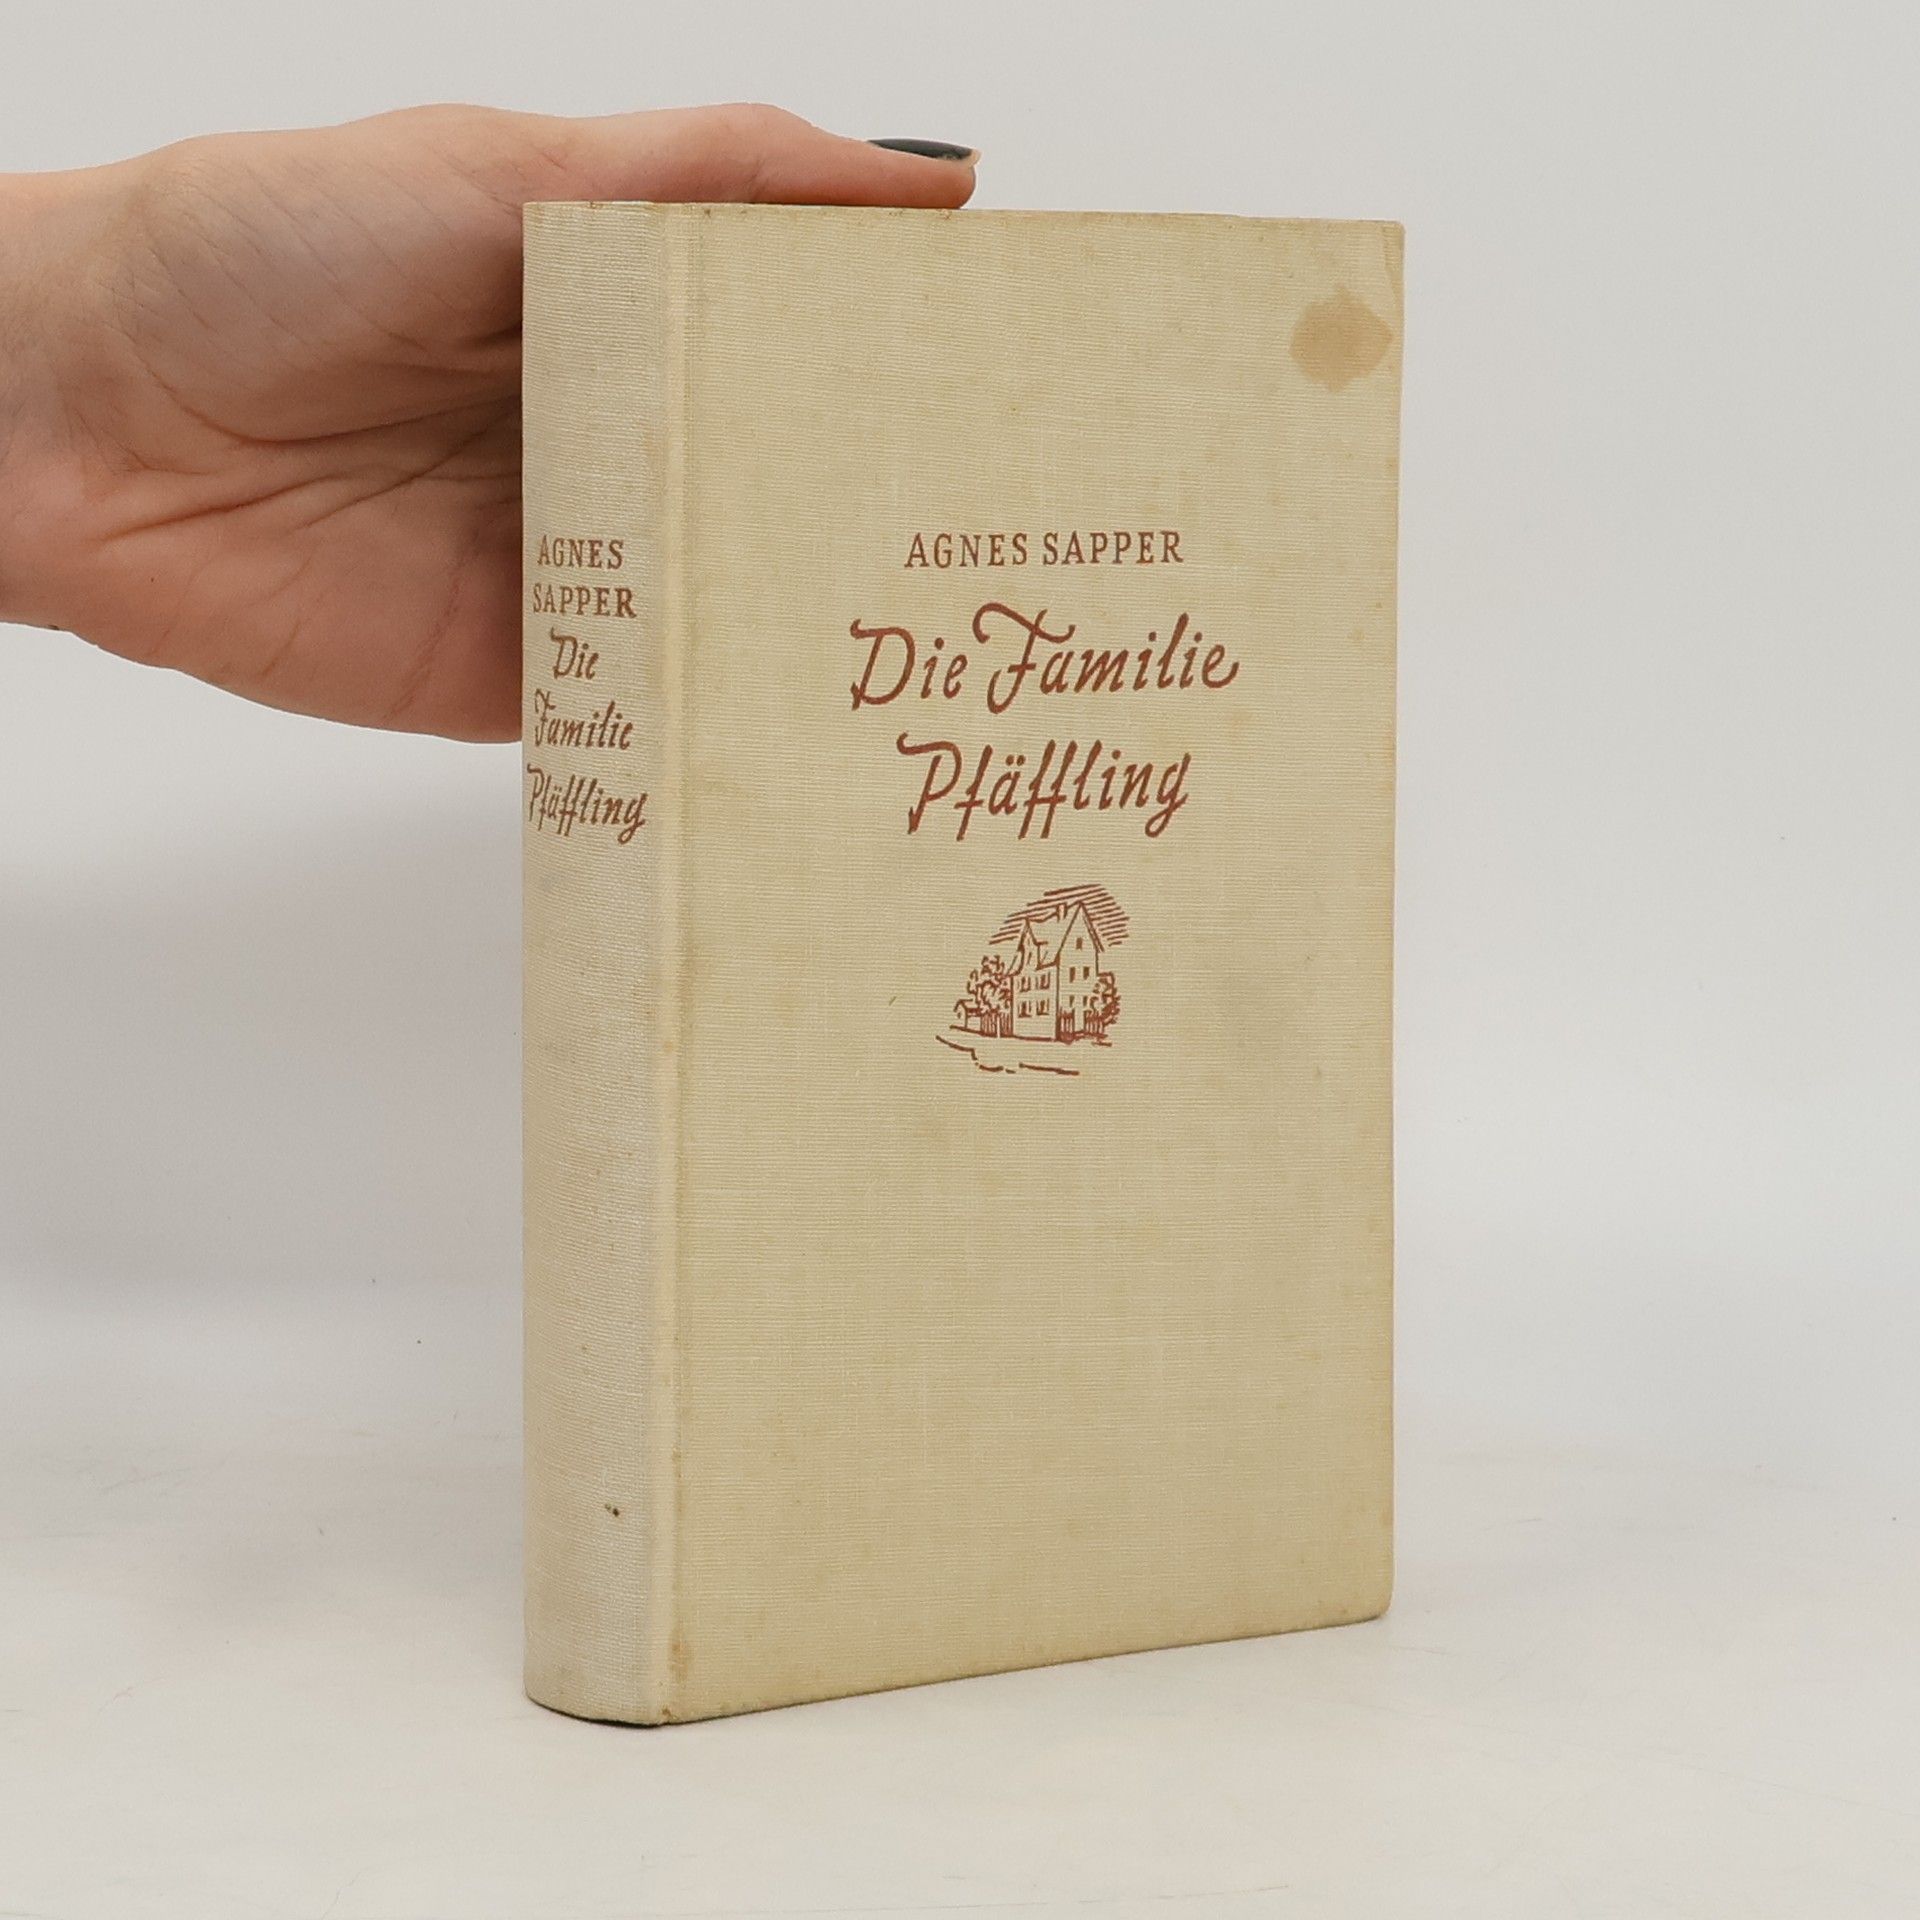 AGNES
SAPPER
Die
Familie
Pfäffling
AGNES SAPPER
Die Familie
Pfäffling